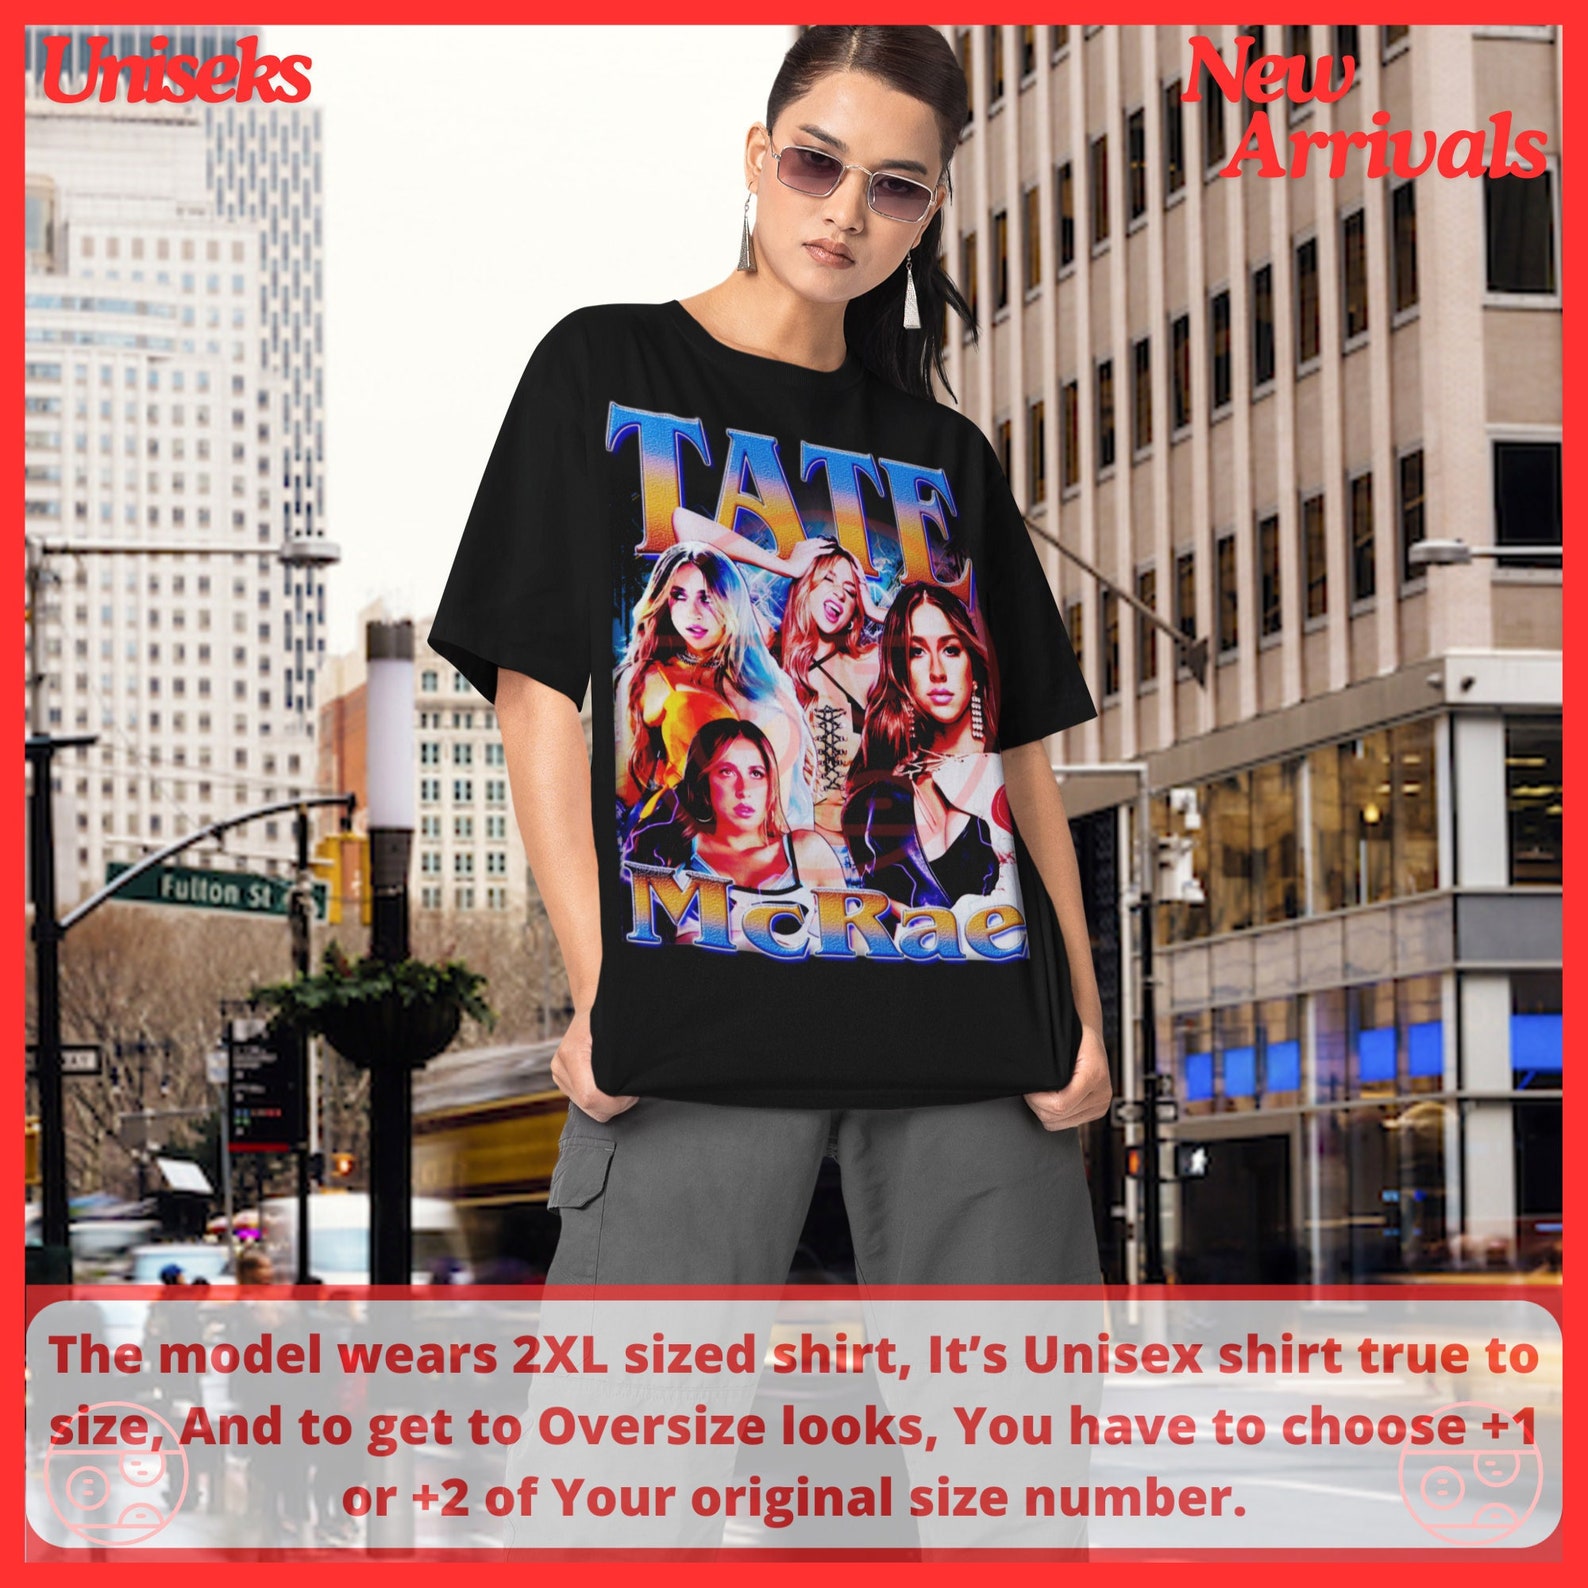 Uniseks
New
Arrivals
TATE
McRae
Fulton St
The model wears 2XL sized shirt, It's Unisex shirt true to
size, And to get to Oversize looks, You have to choose +1
or +2 of Your original size number.